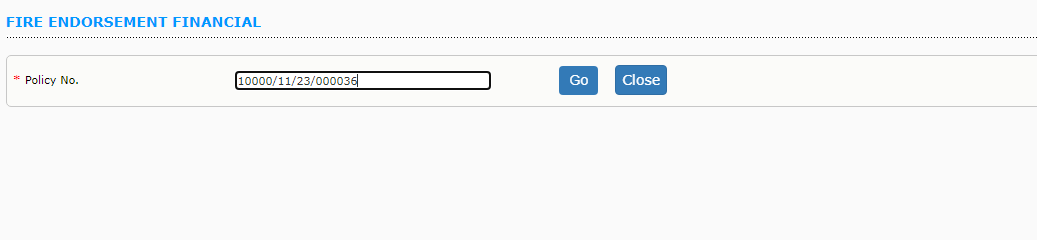 FIRE ENDORSEMENT FINANCIAL
* Policy No. 10000/11/23/000036 Go Close